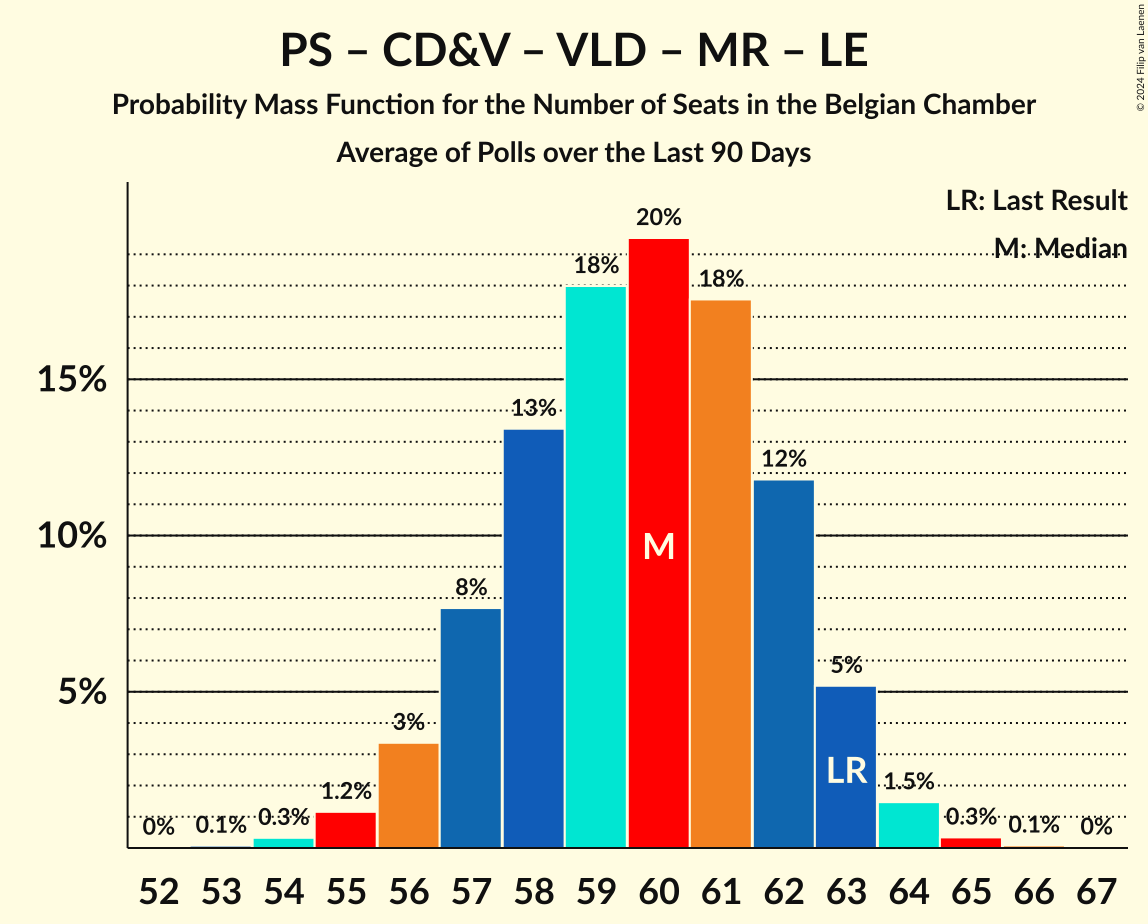 PS – CD&V – VLD – MR – LE
Probability Mass Function for the Number of Seats in the Belgian Chamber
Average of Polls over the Last 90 Days
© 2024 Filip van Laenen
LR: Last Result
M: Median
15%
10%
5%
0%
0.1%
0.3%
1.2%
3%
8%
13%
18%
20%
18%
12%
5%
1.5%
0.3%
0.1%
0%
M
LR
52 53 54 55 56 57 58 59 60 61 62 63 64 65 66 67